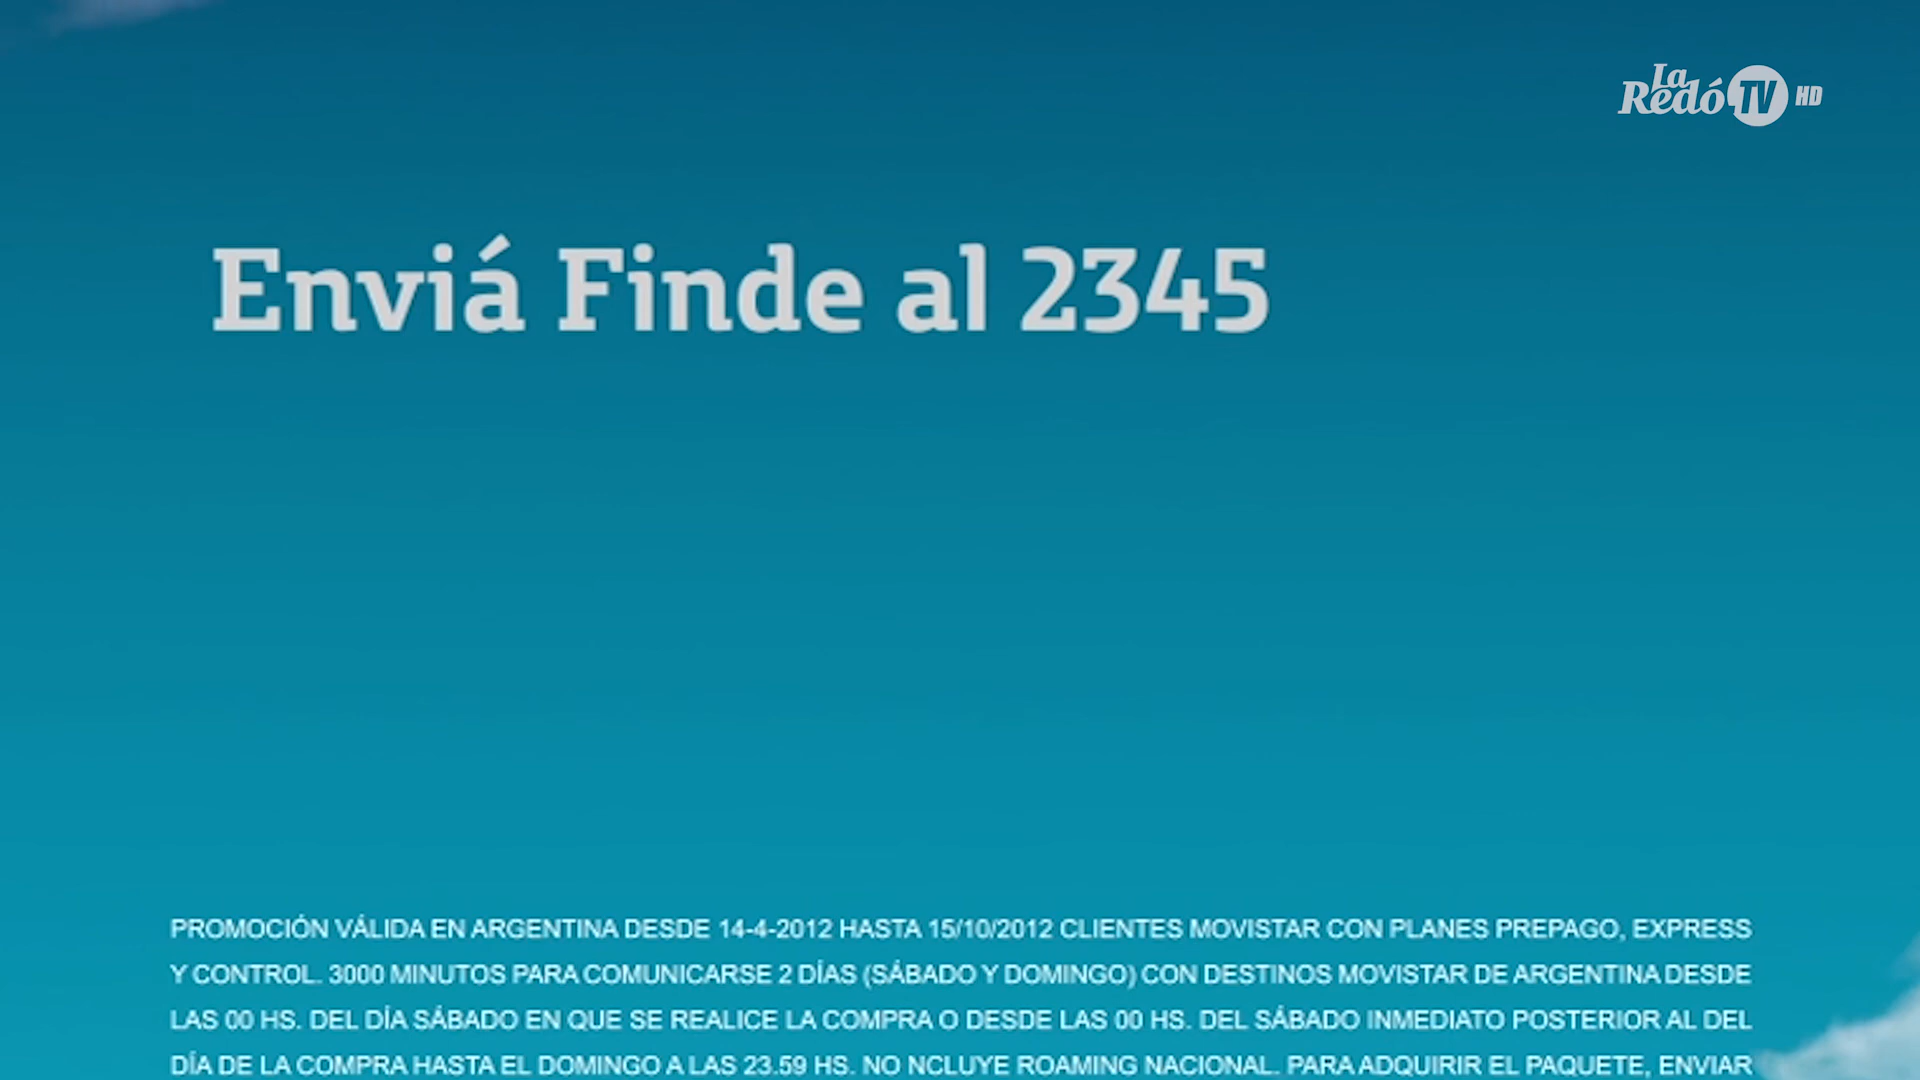 La
Redó TV HD
Enviá Finde al 2345
PROMOCIÓN VÁLIDA EN ARGENTINA DESDE 14-4-2012 HASTA 15/10/2012 CLIENTES MOVISTAR CON PLANES PREPAGO, EXPRESS
Y CONTROL. 3000 MINUTOS PARA COMUNICARSE 2 DÍAS (SÁBADO Y DOMINGO) CON DESTINOS MOVISTAR DE ARGENTINA DESDE
LAS 00 HS. DEL DÍA SÁBADO EN QUE SE REALICE LA COMPRA O DESDE LAS 00 HS. DEL SÁBADO INMEDIATO POSTERIOR AL DEL
DÍA DE LA COMPRA HASTA EL DOMINGO A LAS 23.59 HS. NO NCLUYE ROAMING NACIONAL. PARA ADQUIRIR EL PAQUETE, ENVIAR